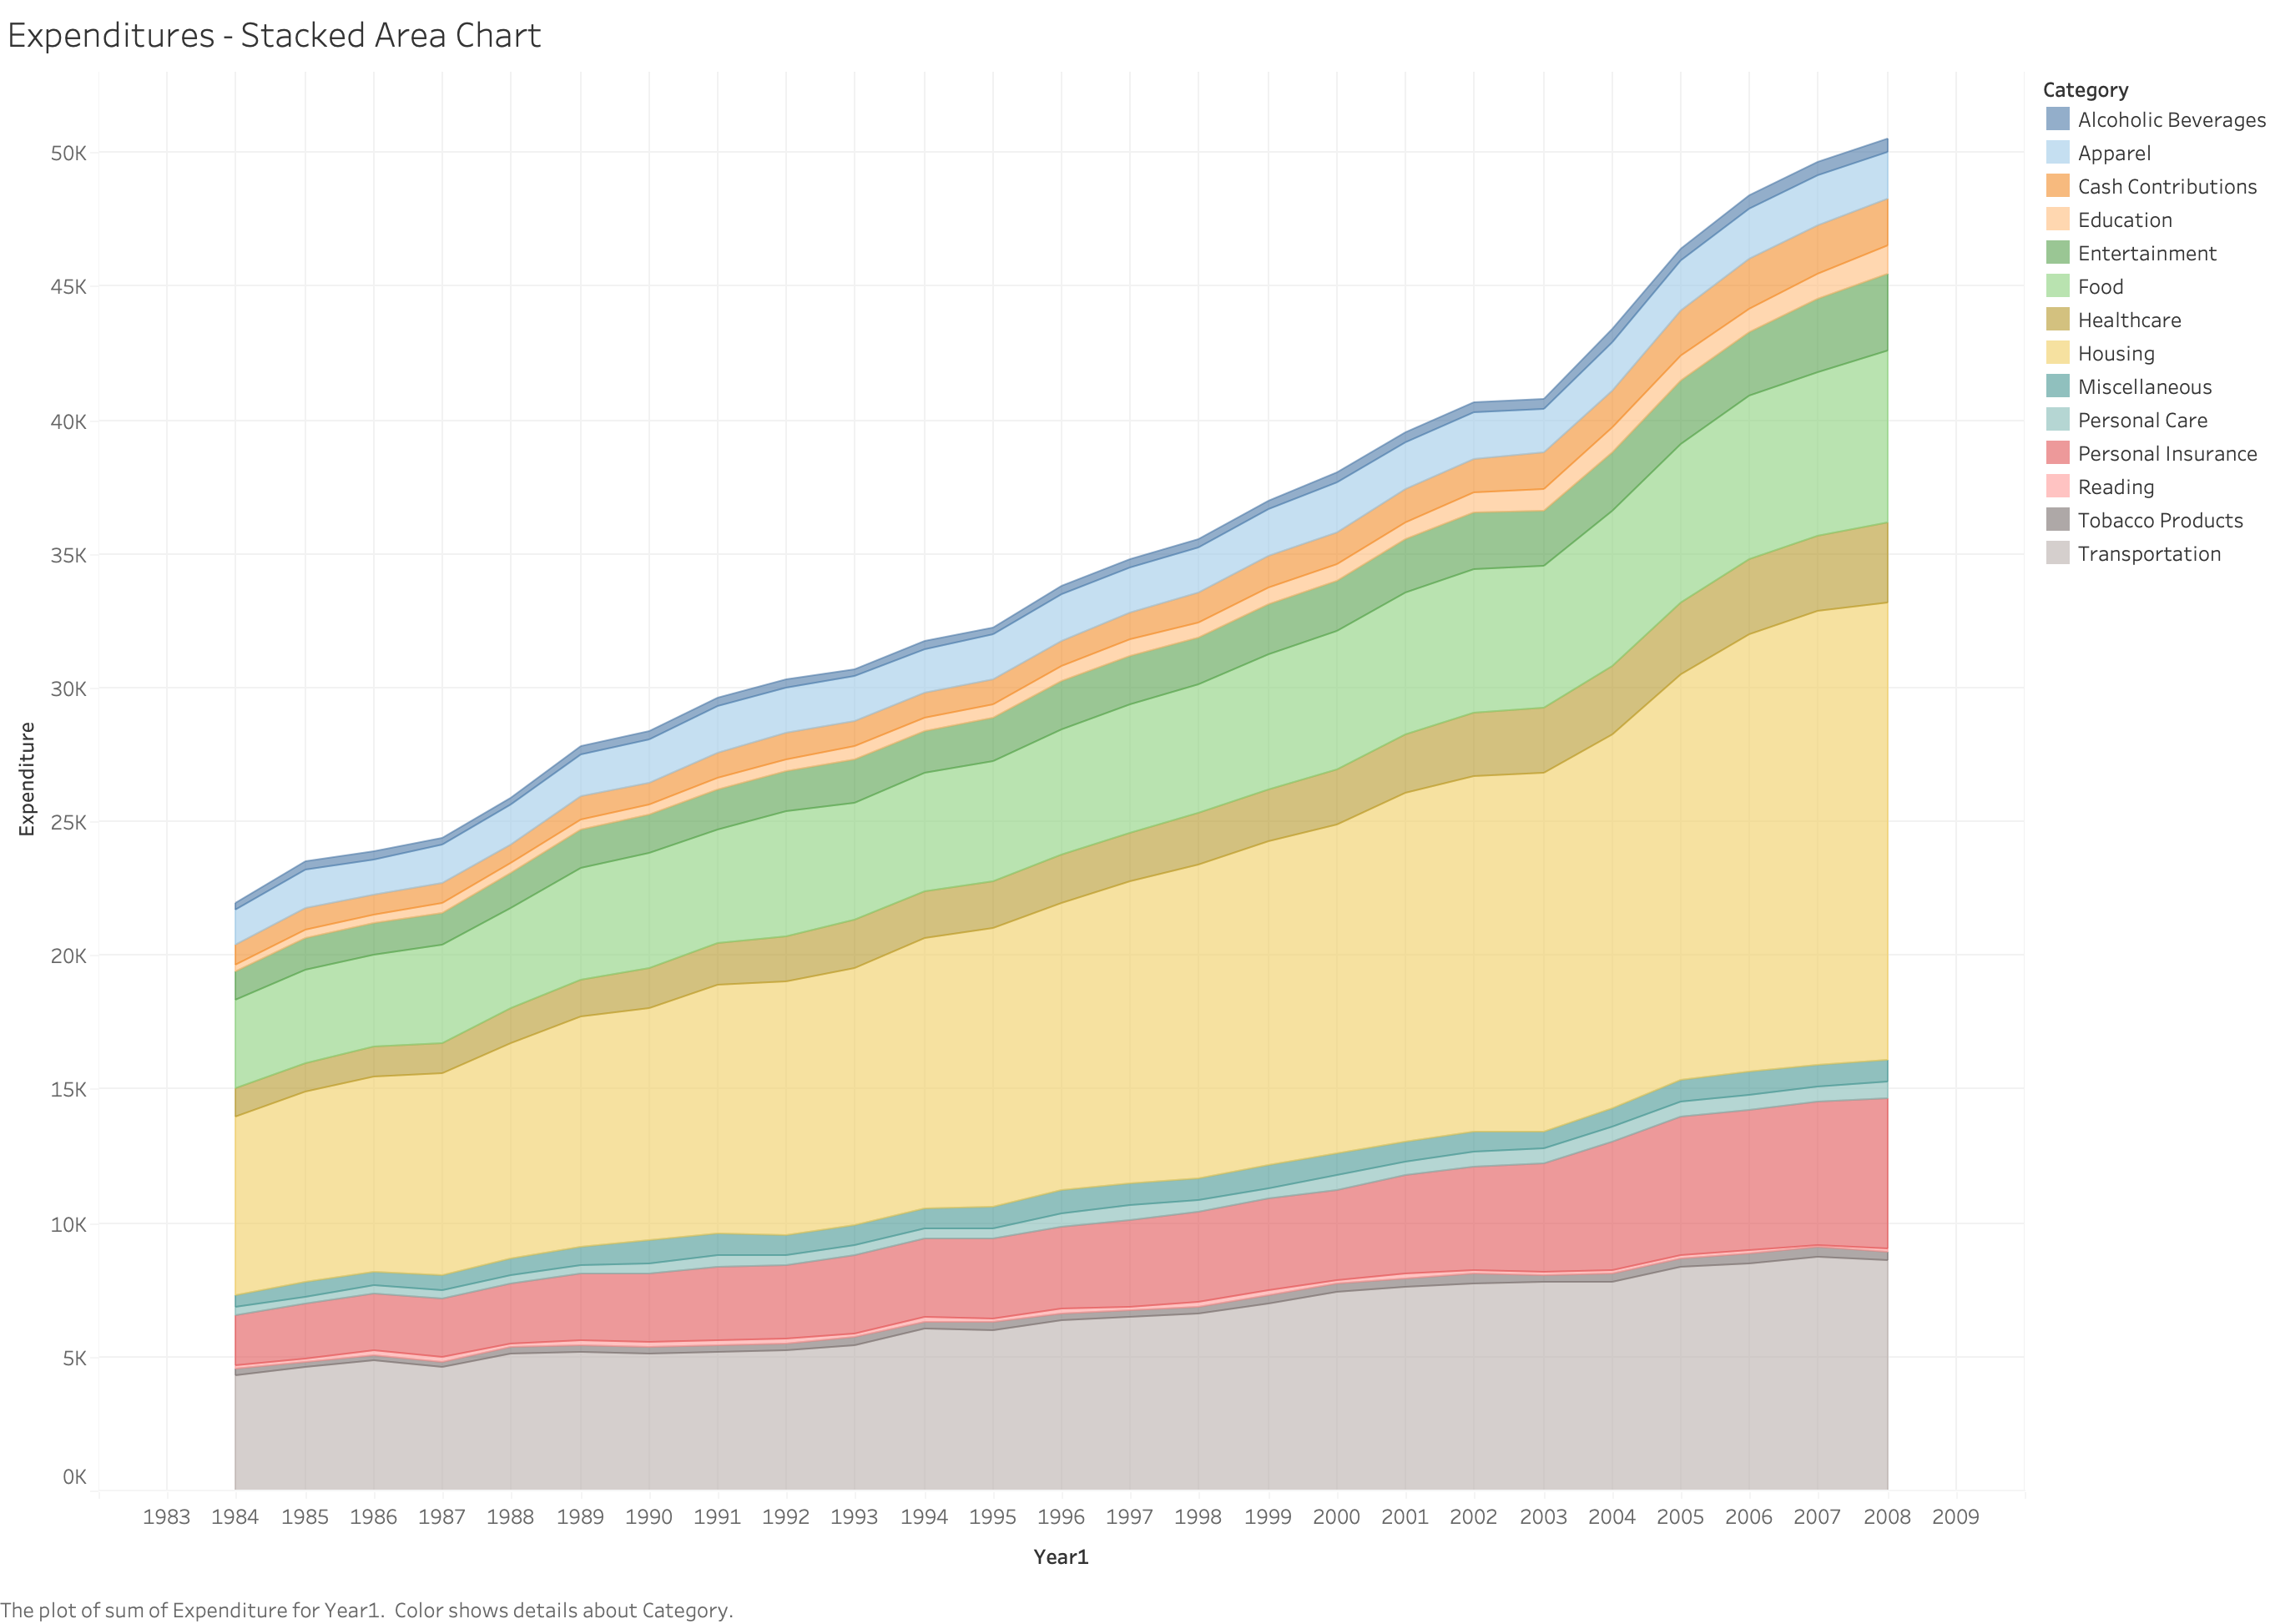 Expenditures - Stacked Area Chart
Category
Alcoholic Beverages
Apparel
Cash Contributions
Education
Entertainment
Food
Healthcare
Housing
Miscellaneous
Personal Care
Personal Insurance
Reading
Tobacco Products
Transportation
50K
45K
40K
35K
30K
25K
20K
15K
10K
5K
0K
Expenditure
1983 1984 1985 1986 1987 1988 1989 1990 1991 1992 1993 1994 1995 1996 1997 1998 1999 2000 2001 2002 2003 2004 2005 2006 2007 2008 2009
Year1
The plot of sum of Expenditure for Year1.  Color shows details about Category.